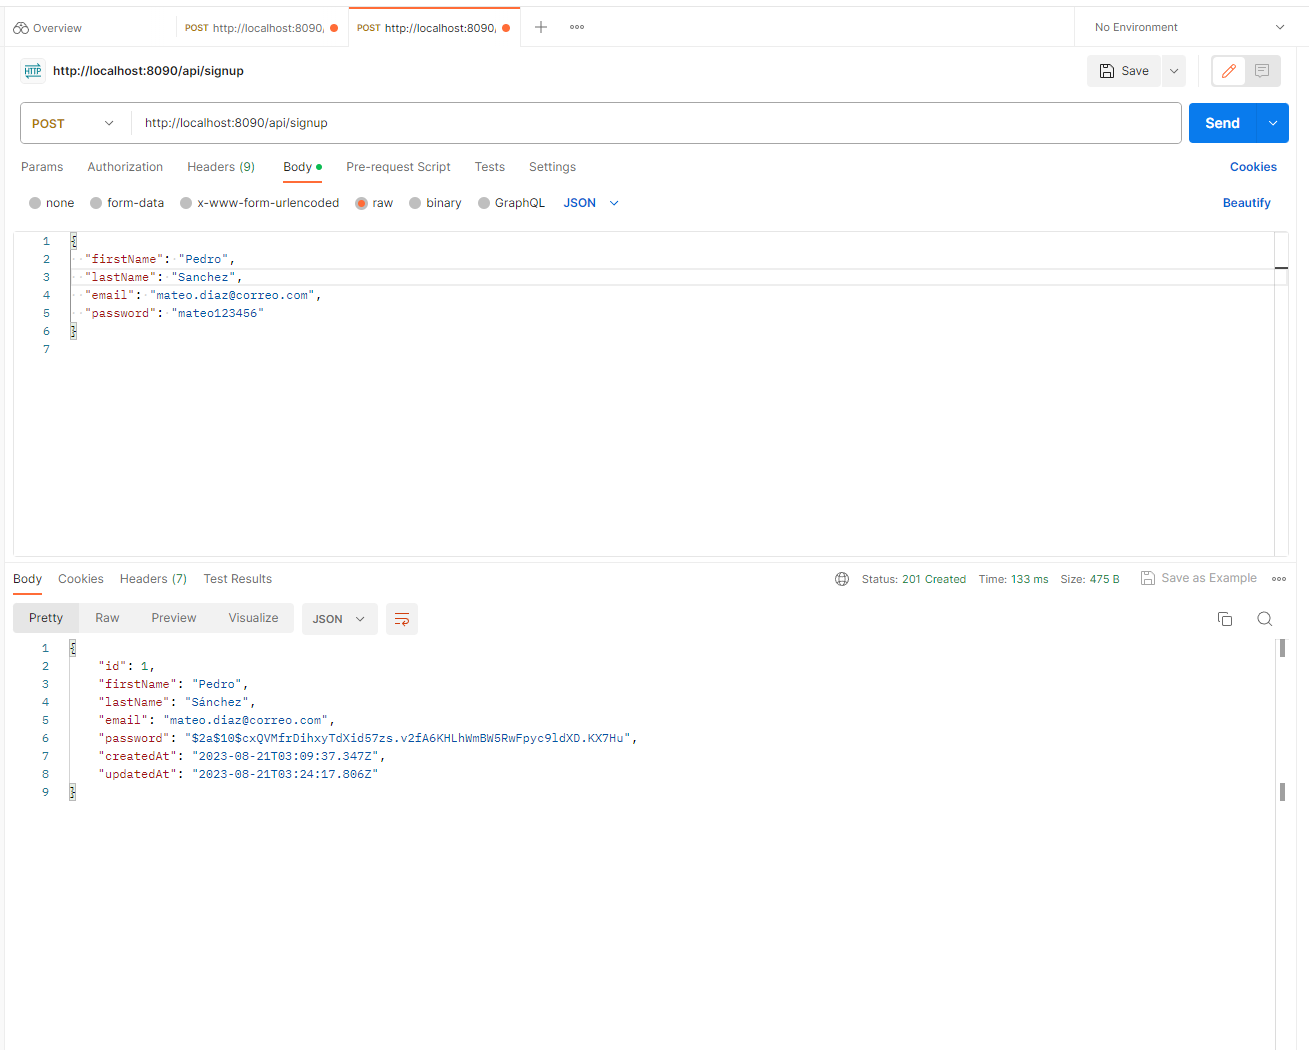 Overview POST http://localhost:8090, POST http://localhost:8090, No Environment
HTTP http://localhost:8090/api/signup Save
POST http://localhost:8090/api/signup Send
Params Authorization Headers (9) Body Pre-request Script Tests Settings Cookies
none form-data x-www-form-urlencoded raw binary GraphQL JSON Beautify
1 {
2 "firstName": "Pedro",
3 "lastName": "Sanchez",
4 "email": "mateo.diaz@correo.com",
5 "password": "mateo123456"
6 }
7
Body Cookies Headers (7) Test Results Status: 201 Created Time: 133 ms Size: 475 B Save as Example
Pretty Raw Preview Visualize JSON
1 {
2 "id": 1,
3 "firstName": "Pedro",
4 "lastName": "Sánchez",
5 "email": "mateo.diaz@correo.com",
6 "password": "$2a$10$cxQVMfrDihxyTdXid57zs.v2fA6KHLhWmBW5RwFpyc9ldXD.KX7Hu",
7 "createdAt": "2023-08-21T03:09:37.347Z",
8 "updatedAt": "2023-08-21T03:24:17.806Z"
9 }